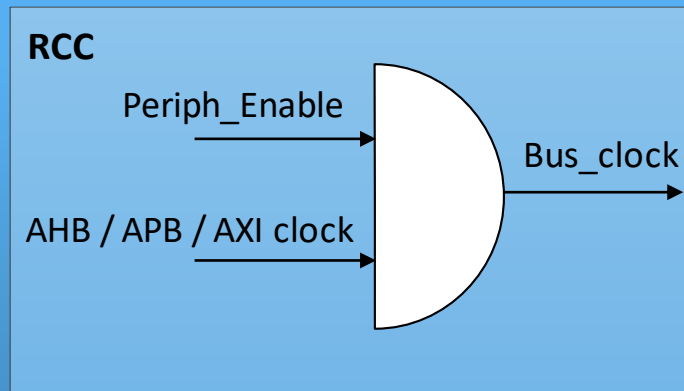 RCC
Periph_Enable
Bus_clock
AHB / APB / AXI clock